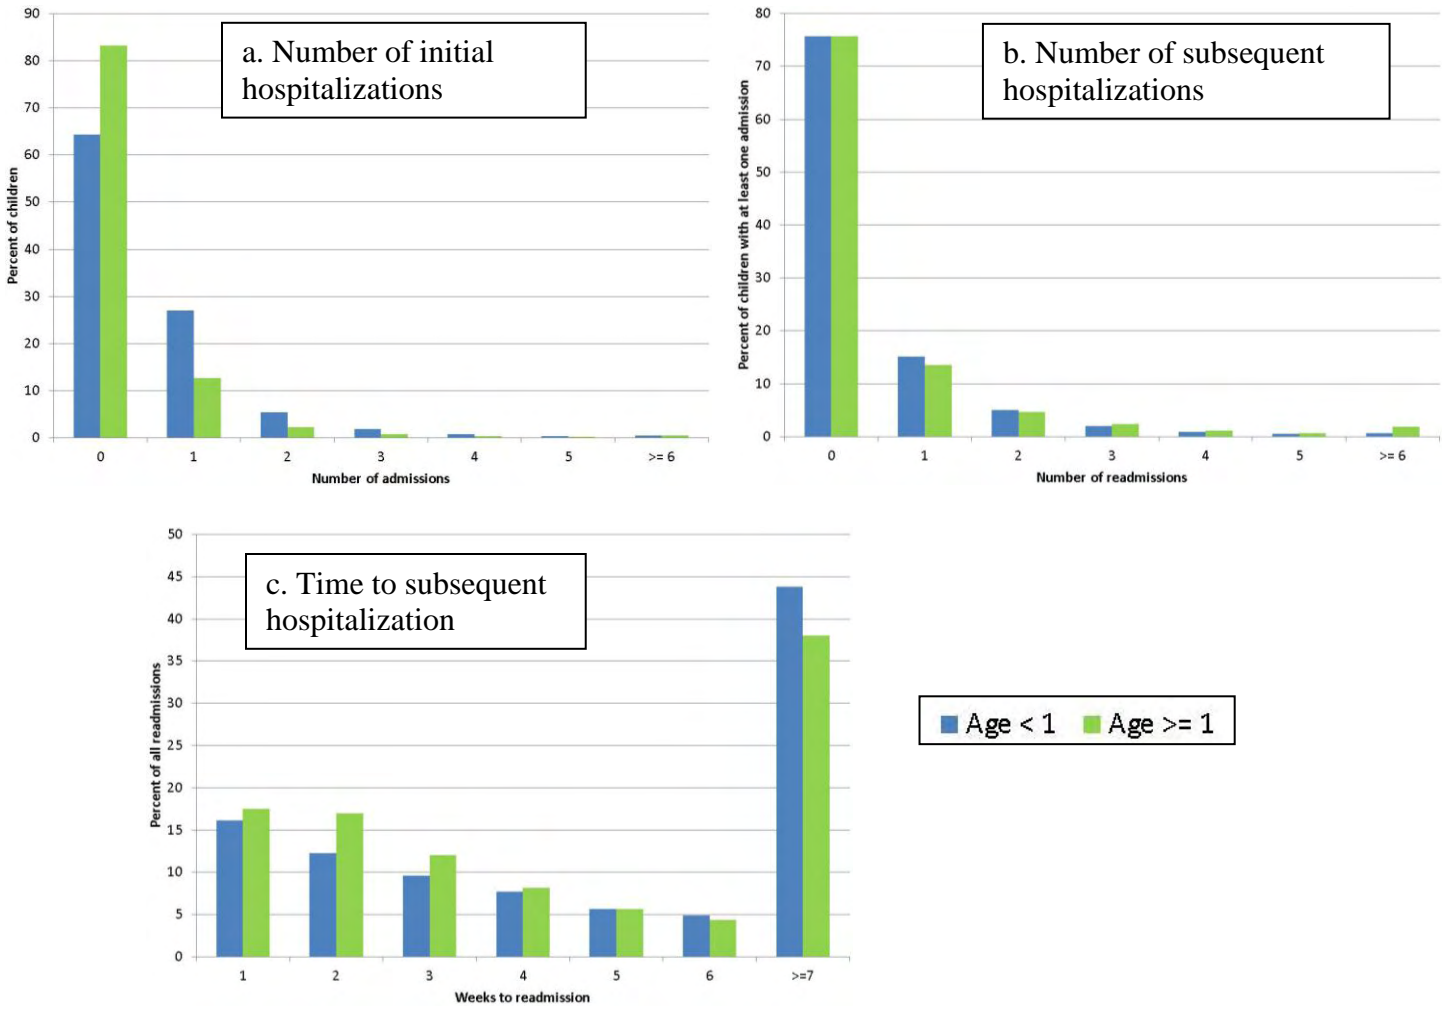 a. Number of initial
hospitalizations
Percent of children
90
80
70
60
50
40
30
20
10
0
0 1 2 3 4 5 >= 6
Number of admissions
b. Number of subsequent
hospitalizations
Percent of children with at least one admission
80
70
60
50
40
30
20
10
0
0 1 2 3 4 5 >= 6
Number of readmissions
c. Time to subsequent
hospitalization
Percent of all readmissions
50
45
40
35
30
25
20
15
10
5
0
1 2 3 4 5 6 >=7
Weeks to readmission
Age < 1 Age >= 1